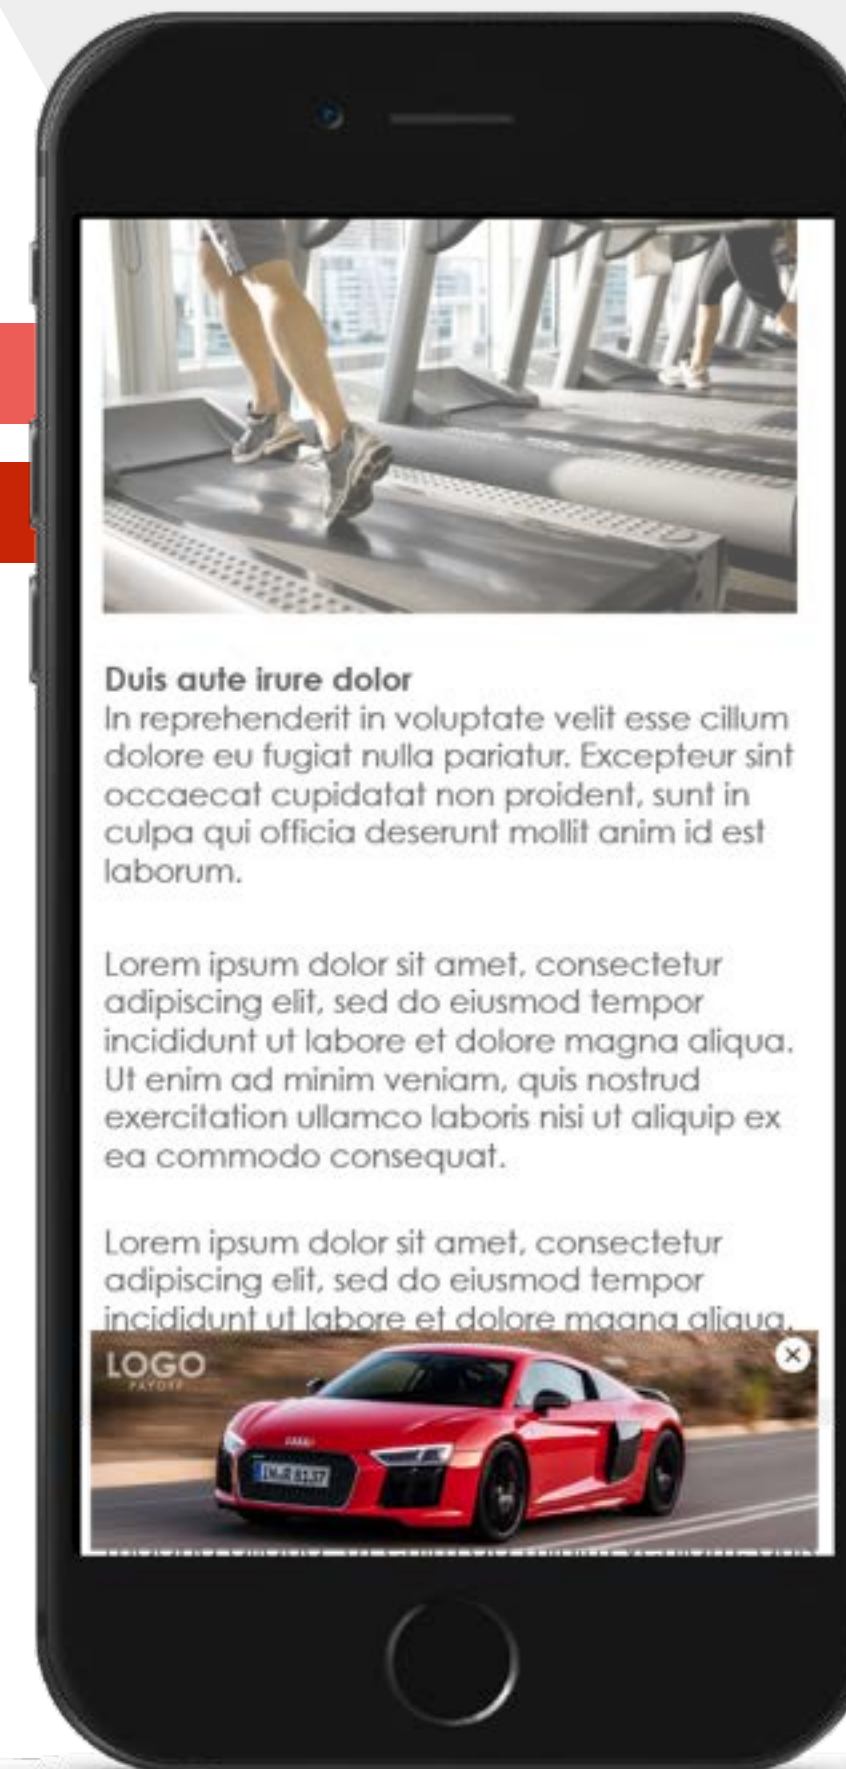 Duis aute irure dolor
In reprehenderit in voluptate velit esse cillum
dolore eu fugiat nulla pariatur. Excepteur sint
occaecat cupidatat non proident, sunt in
culpa qui officia deserunt mollit anim id est
laborum.
Lorem ipsum dolor sit amet, consectetur
adipiscing elit, sed do eiusmod tempor
incididunt ut labore et dolore magna aliqua.
Ut enim ad minim veniam, quis nostrud
exercitation ullamco laboris nisi ut aliquip ex
ea commodo consequat.
Lorem ipsum dolor sit amet, consectetur
adipiscing elit, sed do eiusmod tempor
incididunt ut labore et dolore magna aliqua.
LOGO
PAYOFF